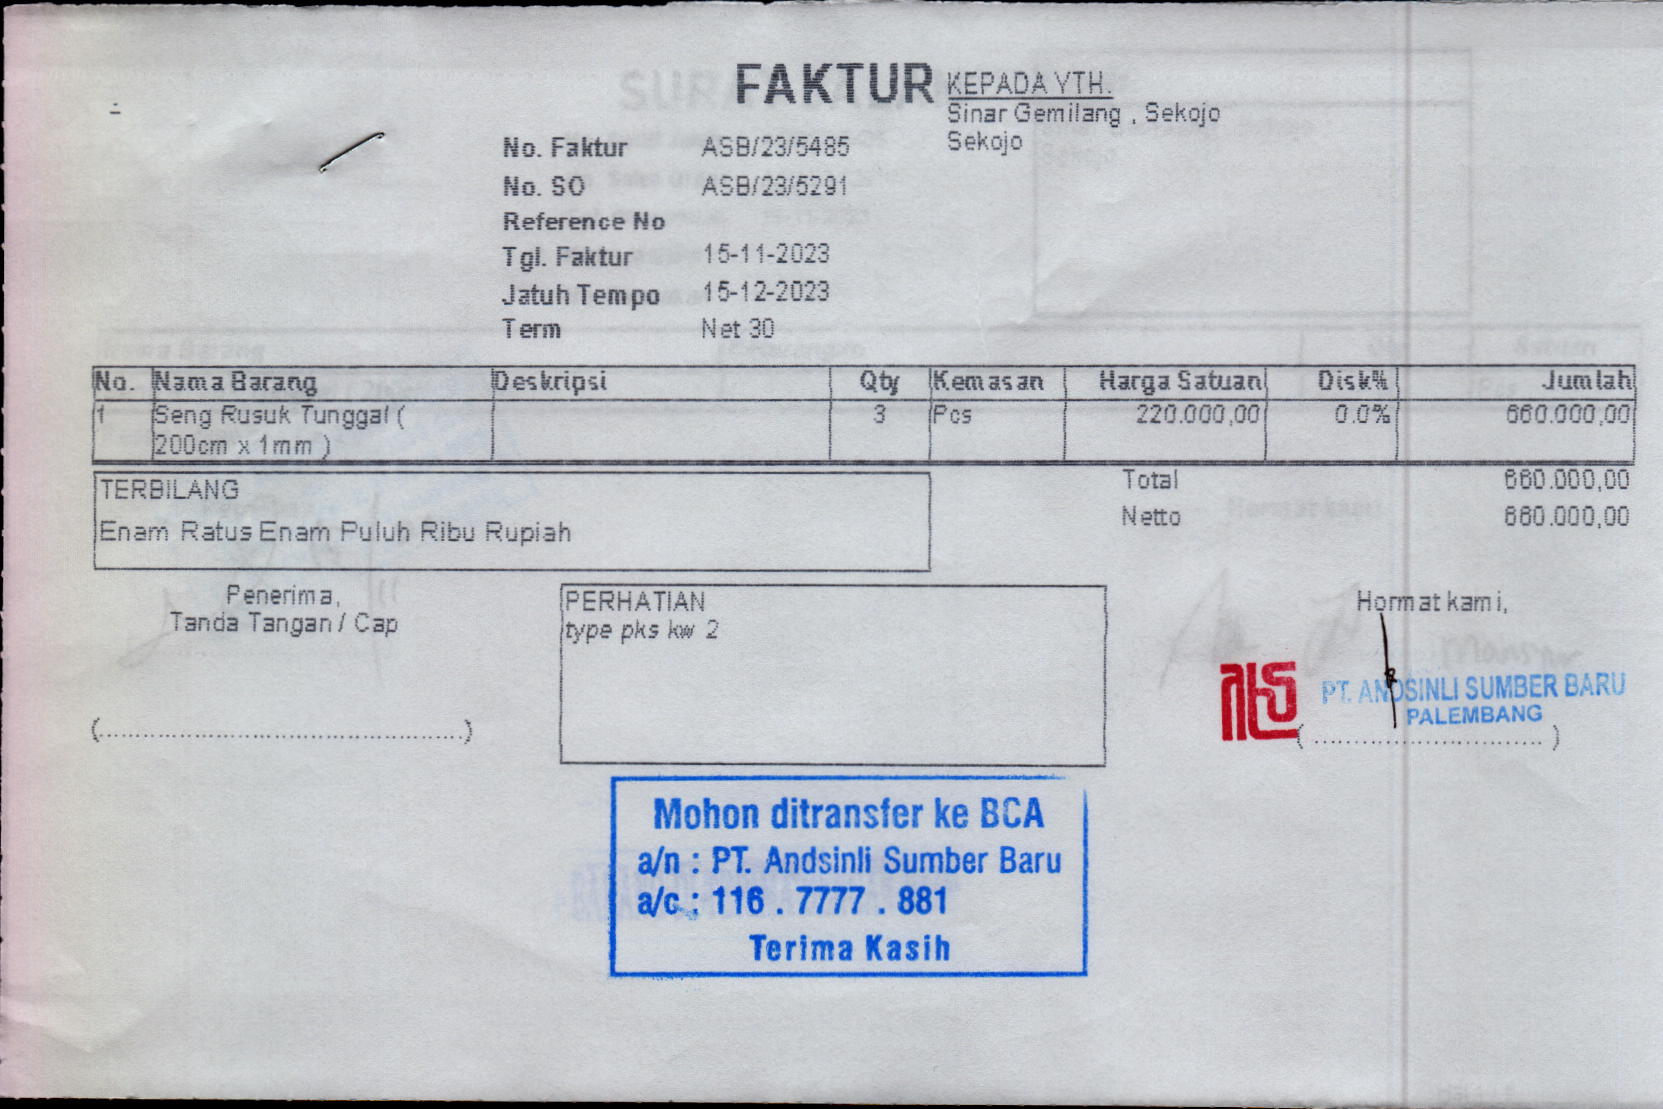 FAKTUR
KEPADA YTH.
Sinar Gemilang , Sekojo
Sekojo
No. Faktur ASB/23/5485
No. SO ASB/23/5291
Reference No
Tgl. Faktur 15-11-2023
Jatuh Tempo 15-12-2023
Term Net 30
No. Nama Barang Deskripsi Qty Kemasan Harga Satuan Disk% Jumlah
1 Seng Rusuk Tunggal ( 3 Pcs 220.000,00 0.0% 660.000,00
200cm x 1mm )
TERBILANG
Enam Ratus Enam Puluh Ribu Rupiah
Total 660.000,00
Netto 660.000,00
Penerima,
Tanda Tangan / Cap
(..................................................)
PERHATIAN
type pks kw 2
Hormat kami,
PT. ANDSINLI SUMBER BARU
PALEMBANG
( ................................ )
Mohon ditransfer ke BCA
a/n : PT. Andsinli Sumber Baru
a/c : 116 . 7777 . 881
Terima Kasih